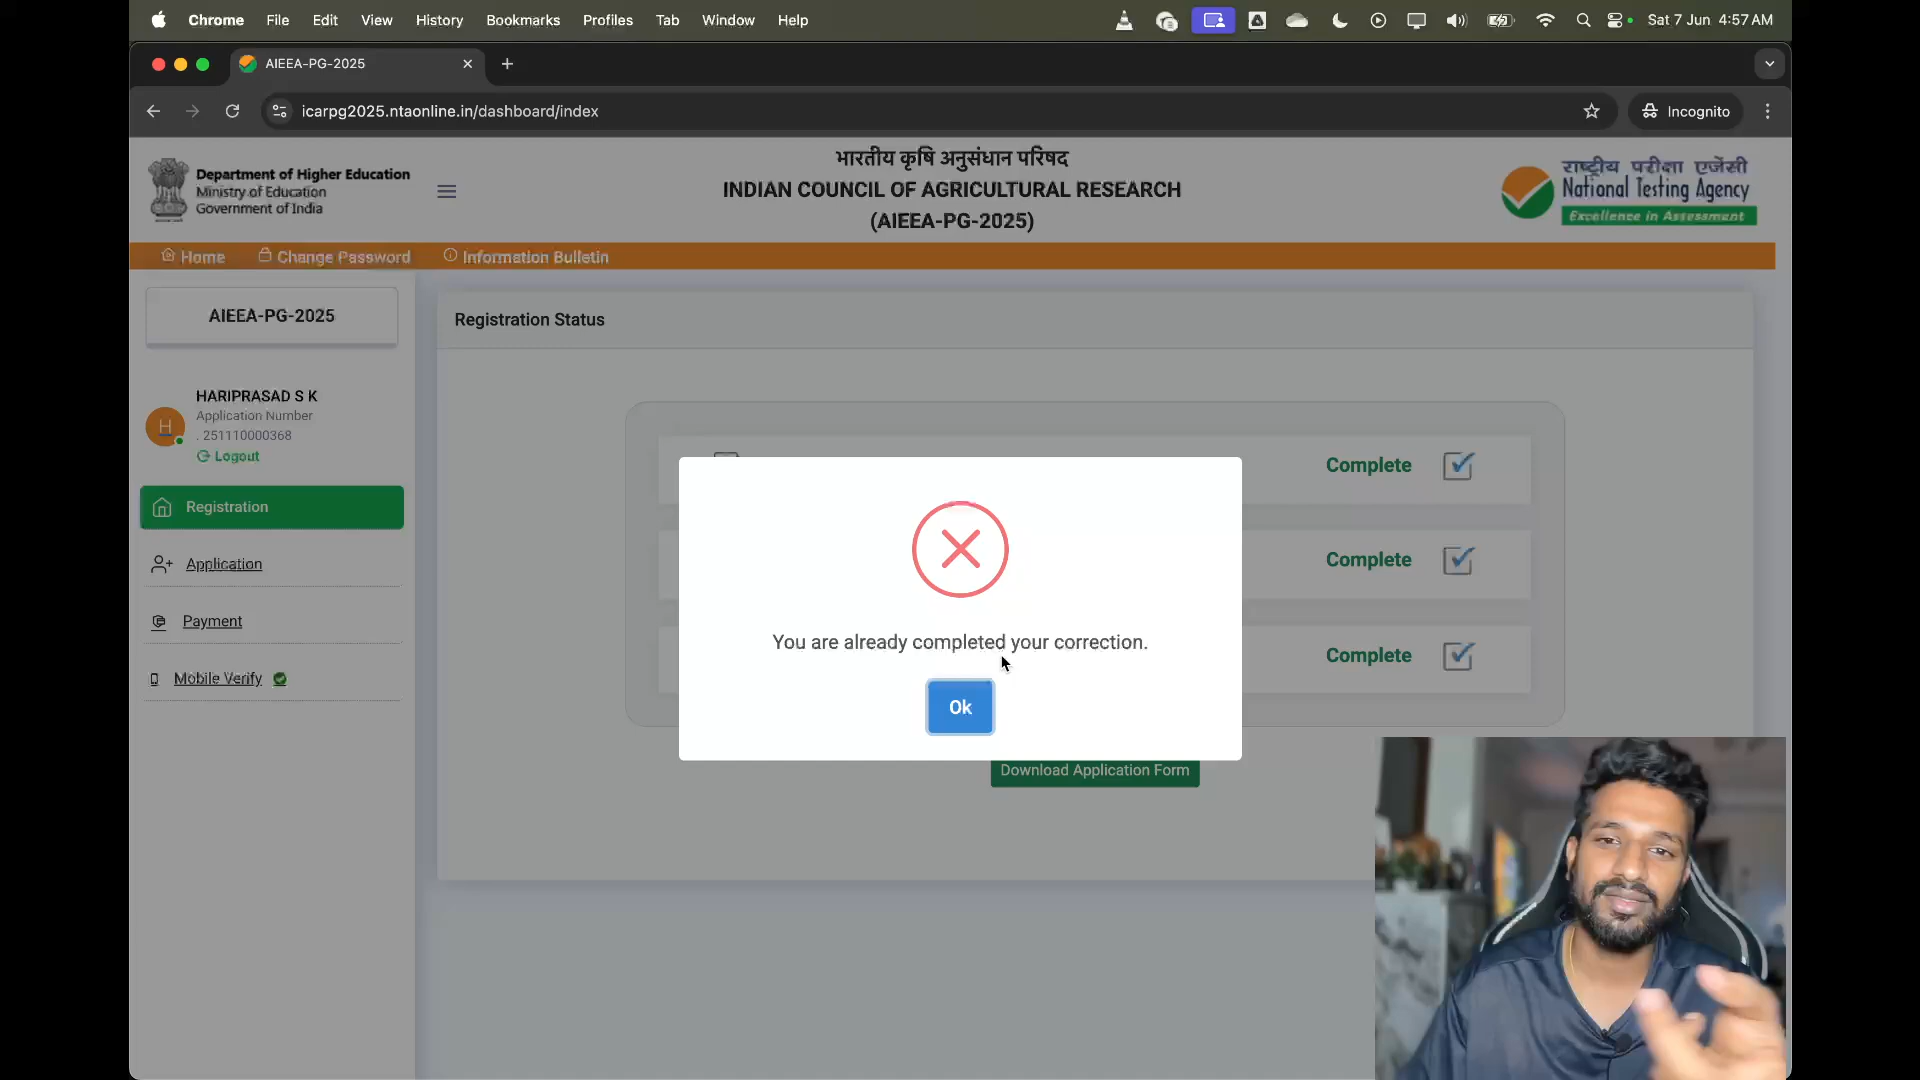 Chrome File Edit View History Bookmarks Profiles Tab Window Help Sat 7 Jun 4:57 AM
AIEEA-PG-2025
icarpg2025.ntaonline.in/dashboard/index
Incognito
Department of Higher Education
Ministry of Education
Government of India
भारतीय कृषि अनुसंधान परिषद
INDIAN COUNCIL OF AGRICULTURAL RESEARCH
(AIEEA-PG-2025)
राष्ट्रीय परीक्षा एजेंसी
National Testing Agency
Excellence in Assessment
Home Change Password Information Bulletin
AIEEA-PG-2025
H
HARIPRASAD S K
Application Number
. 251110000368
Logout
Registration
Application
Payment
Mobile Verify
Registration Status
Complete
Complete
Complete
You are already completed your correction.
Ok
Download Application Form